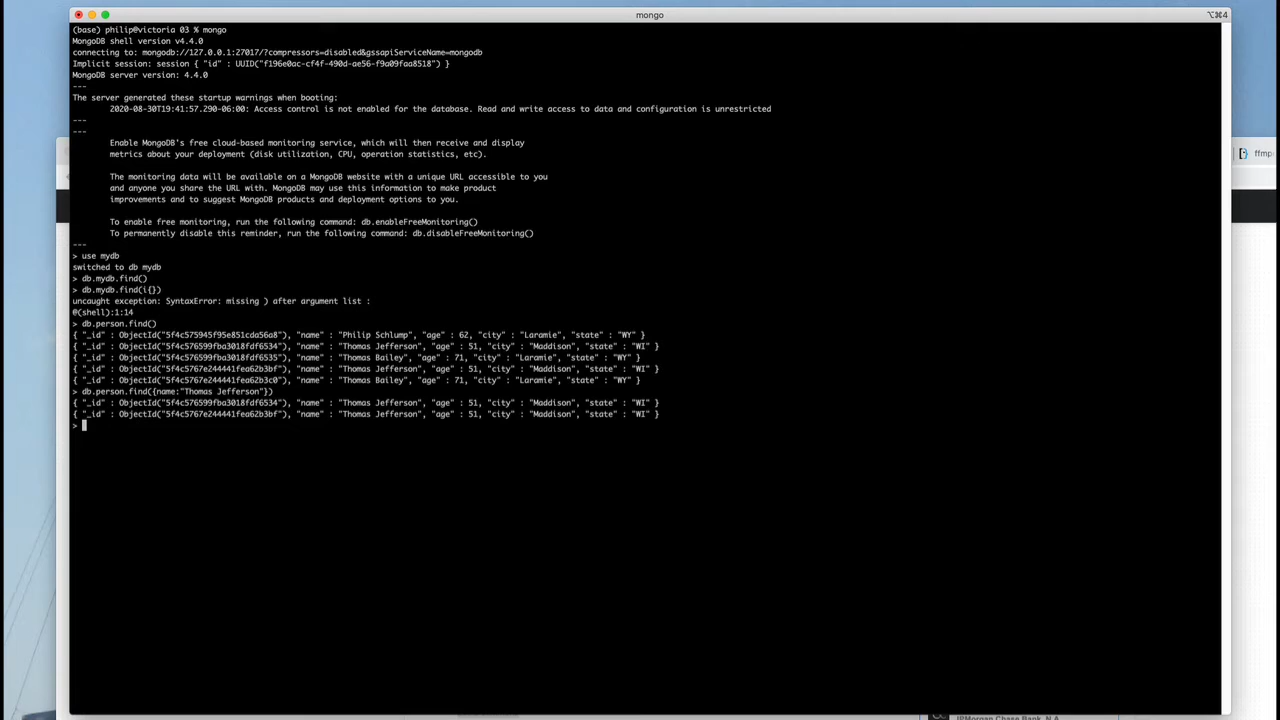 mongo
⌥⌘4
(base) philip@victoria 03 % mongo
MongoDB shell version v4.4.0
connecting to: mongodb://127.0.0.1:27017/?compressors=disabled&gssapiServiceName=mongodb
Implicit session: session { "id" : UUID("f196e0ac-cf4f-490d-ae56-f9a09faa8518") }
MongoDB server version: 4.4.0
---
The server generated these startup warnings when booting:
2020-08-30T19:41:57.290-06:00: Access control is not enabled for the database. Read and write access to data and configuration is unrestricted
---
---
Enable MongoDB's free cloud-based monitoring service, which will then receive and display
metrics about your deployment (disk utilization, CPU, operation statistics, etc).
ffmp
The monitoring data will be available on a MongoDB website with a unique URL accessible to you
and anyone you share the URL with. MongoDB may use this information to make product
improvements and to suggest MongoDB products and deployment options to you.
To enable free monitoring, run the following command: db.enableFreeMonitoring()
To permanently disable this reminder, run the following command: db.disableFreeMonitoring()
---
> use mydb
switched to db mydb
> db.mydb.find()
> db.mydb.find(i{})
uncaught exception: SyntaxError: missing ) after argument list :
@(shell):1:14
> db.person.find()
{ "_id" : ObjectId("5f4c575945f95e851cda56a8"), "name" : "Philip Schlump", "age" : 62, "city" : "Laramie", "state" : "WY" }
{ "_id" : ObjectId("5f4c576599fba3018fdf6534"), "name" : "Thomas Jefferson", "age" : 51, "city" : "Maddison", "state" : "WI" }
{ "_id" : ObjectId("5f4c576599fba3018fdf6535"), "name" : "Thomas Bailey", "age" : 71, "city" : "Laramie", "state" : "WY" }
{ "_id" : ObjectId("5f4c5767e244441fea62b3bf"), "name" : "Thomas Jefferson", "age" : 51, "city" : "Maddison", "state" : "WI" }
{ "_id" : ObjectId("5f4c5767e244441fea62b3c0"), "name" : "Thomas Bailey", "age" : 71, "city" : "Laramie", "state" : "WY" }
> db.person.find({name:"Thomas Jefferson"})
{ "_id" : ObjectId("5f4c576599fba3018fdf6534"), "name" : "Thomas Jefferson", "age" : 51, "city" : "Maddison", "state" : "WI" }
{ "_id" : ObjectId("5f4c5767e244441fea62b3bf"), "name" : "Thomas Jefferson", "age" : 51, "city" : "Maddison", "state" : "WI" }
>
JPMorgan Chase Bank, N.A.